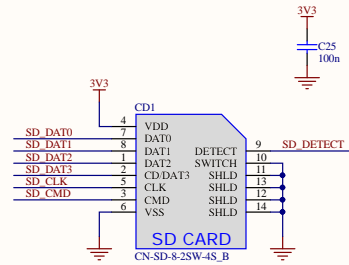 3V3
C25
100n
CD1
3V3
4 VDD
SD_DAT0 7 DAT0
SD_DAT1 8 DAT1 DETECT 9 SD_DETECT
SD_DAT2 1 DAT2 SWITCH 10
SD_DAT3 2 CD/DAT3 SHLD 11
SD_CLK 5 CLK SHLD 13
SD_CMD 3 CMD SHLD 12
6 VSS SHLD 14
SD CARD
CN-SD-8-2SW-4S_B